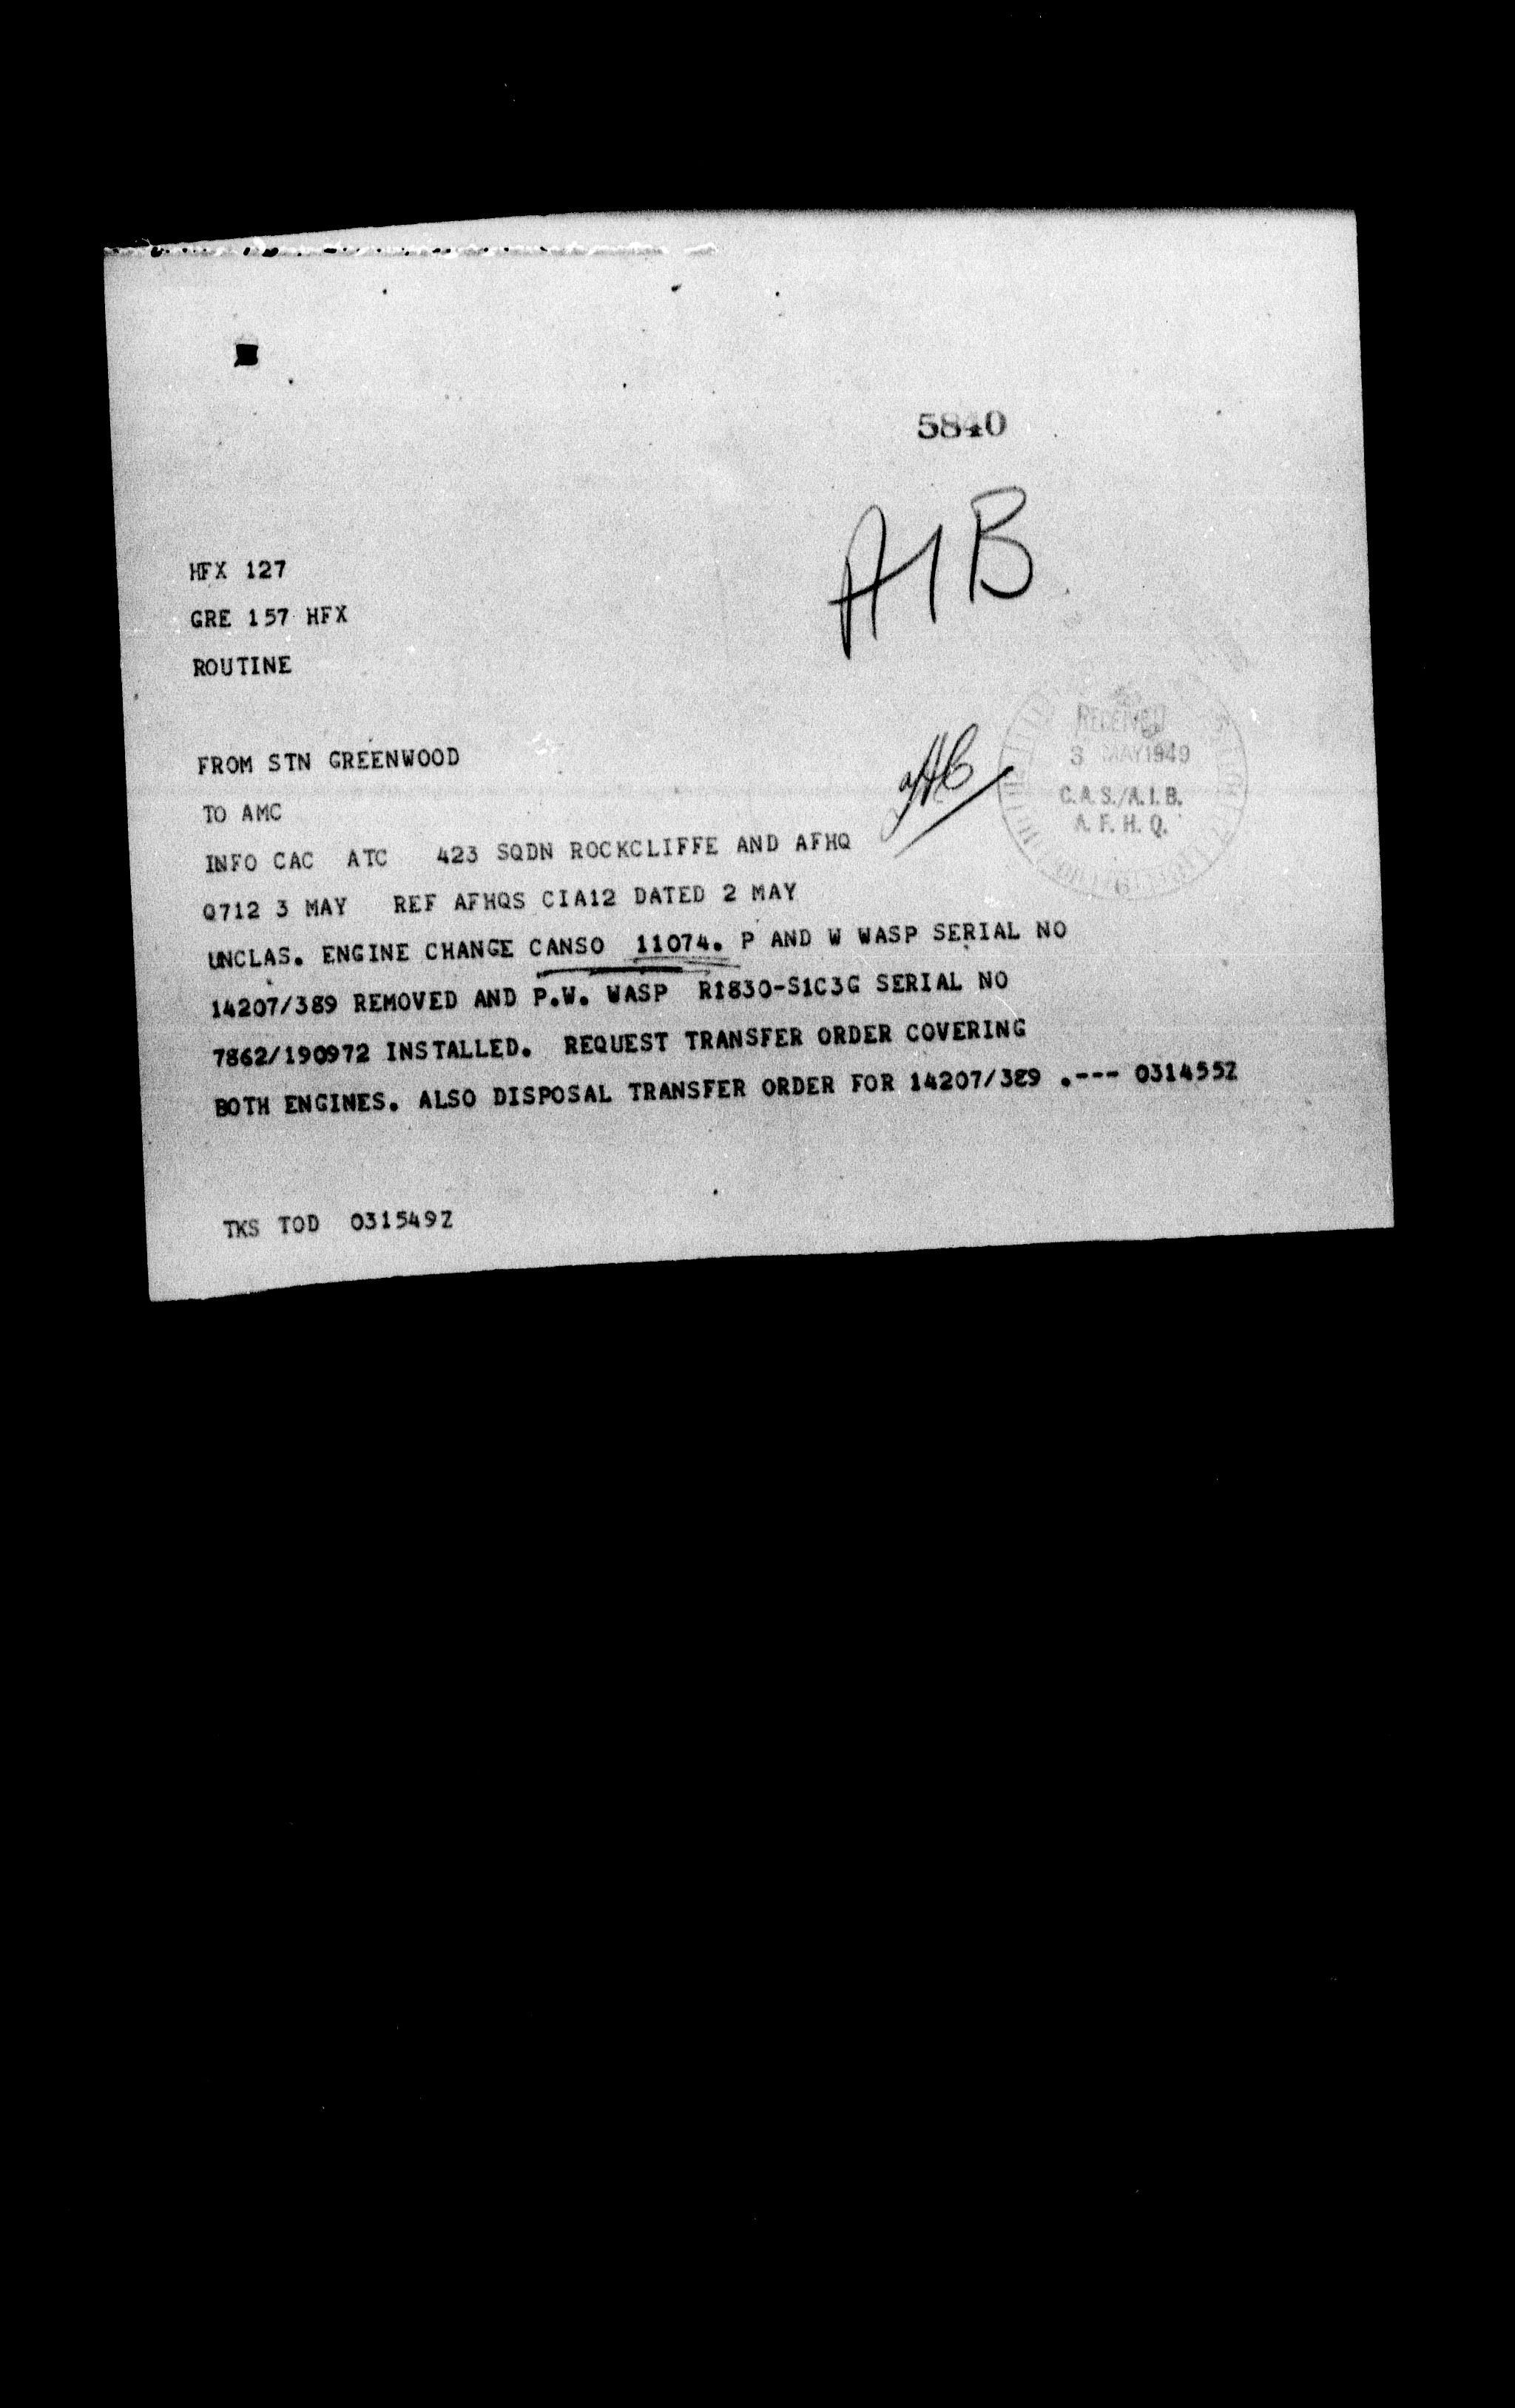 5840
AIB
HFX 127
GRE 157 HFX
ROUTINE
RECEIVED
3 MAY 1949
C.A.S./A.I.B.
A.F.H.Q.
FROM STN GREENWOOD
TO AMC
INFO CAC ATC 423 SQDN ROCKCLIFFE AND AFHQ
Q712 3 MAY REF AFHQS CIA12 DATED 2 MAY
UNCLAS. ENGINE CHANGE CANSO 11074. P AND W WASP SERIAL NO
14207/389 REMOVED AND P.W. WASP R1830-S1C3G SERIAL NO
7862/190972 INSTALLED. REQUEST TRANSFER ORDER COVERING
BOTH ENGINES. ALSO DISPOSAL TRANSFER ORDER FOR 14207/389 .--- 031455Z
TKS TOD 031549Z